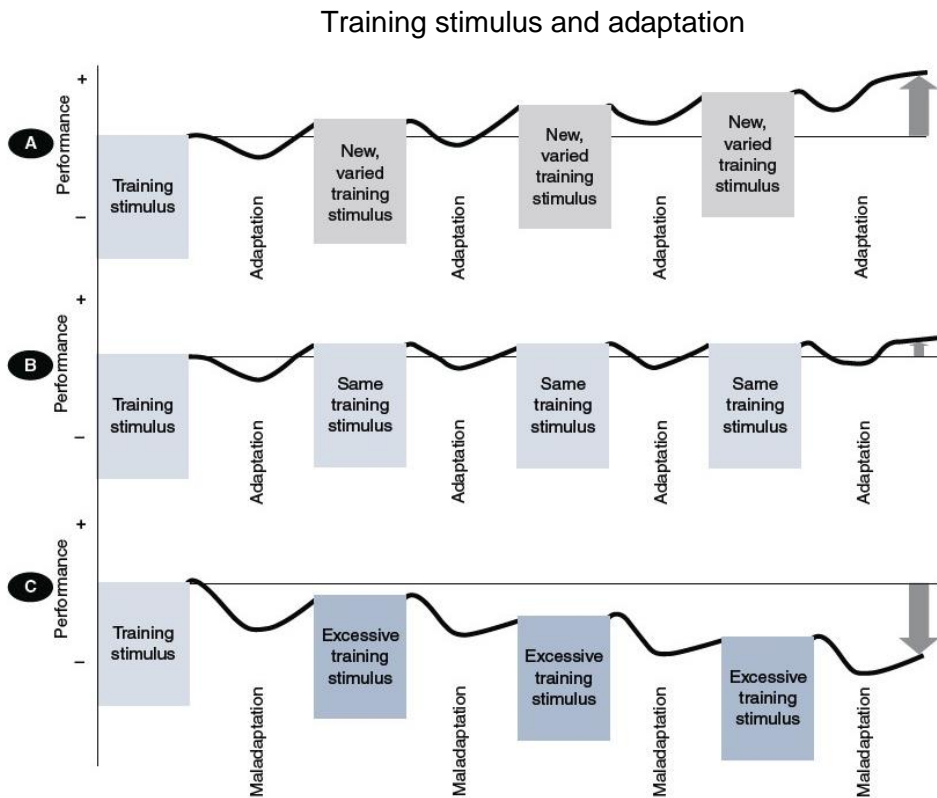 Training stimulus and adaptation
+
A
Performance
–
Training
stimulus
Adaptation
New,
varied
training
stimulus
Adaptation
New,
varied
training
stimulus
Adaptation
New,
varied
training
stimulus
Adaptation
+
B
Performance
–
Training
stimulus
Adaptation
Same
training
stimulus
Adaptation
Same
training
stimulus
Adaptation
Same
training
stimulus
Adaptation
+
C
Performance
–
Training
stimulus
Maladaptation
Excessive
training
stimulus
Maladaptation
Excessive
training
stimulus
Maladaptation
Excessive
training
stimulus
Maladaptation